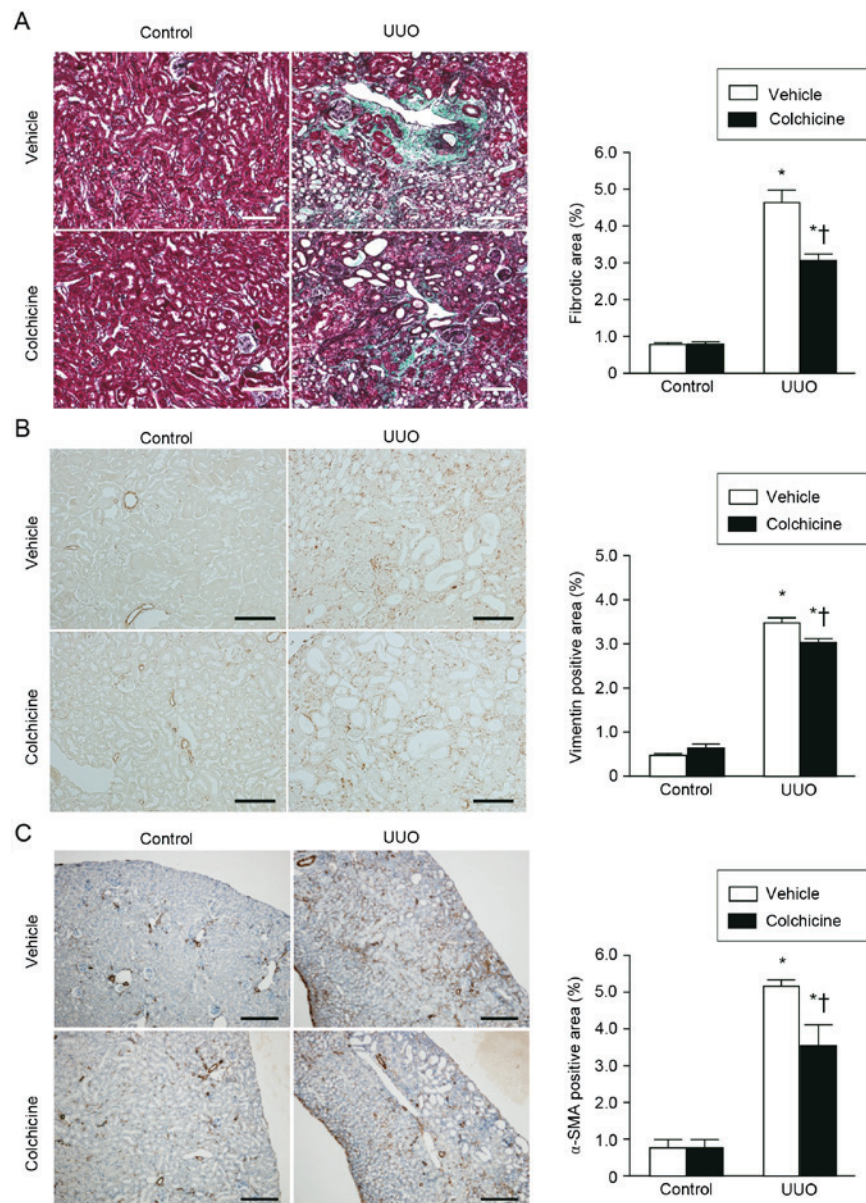 A
Control
UUO
Vehicle
Colchicine
Vehicle
Colchicine
Fibrotic area (%)
6.0
5.0
4.0
3.0
2.0
1.0
0
*
*†
Control
UUO
B
Control
UUO
Vehicle
Colchicine
Vehicle
Colchicine
Vimentin positive area (%)
5.0
4.0
3.0
2.0
1.0
0
*
*†
Control
UUO
C
Control
UUO
Vehicle
Colchicine
Vehicle
Colchicine
α-SMA positive area (%)
6.0
5.0
4.0
3.0
2.0
1.0
0
*
*†
Control
UUO